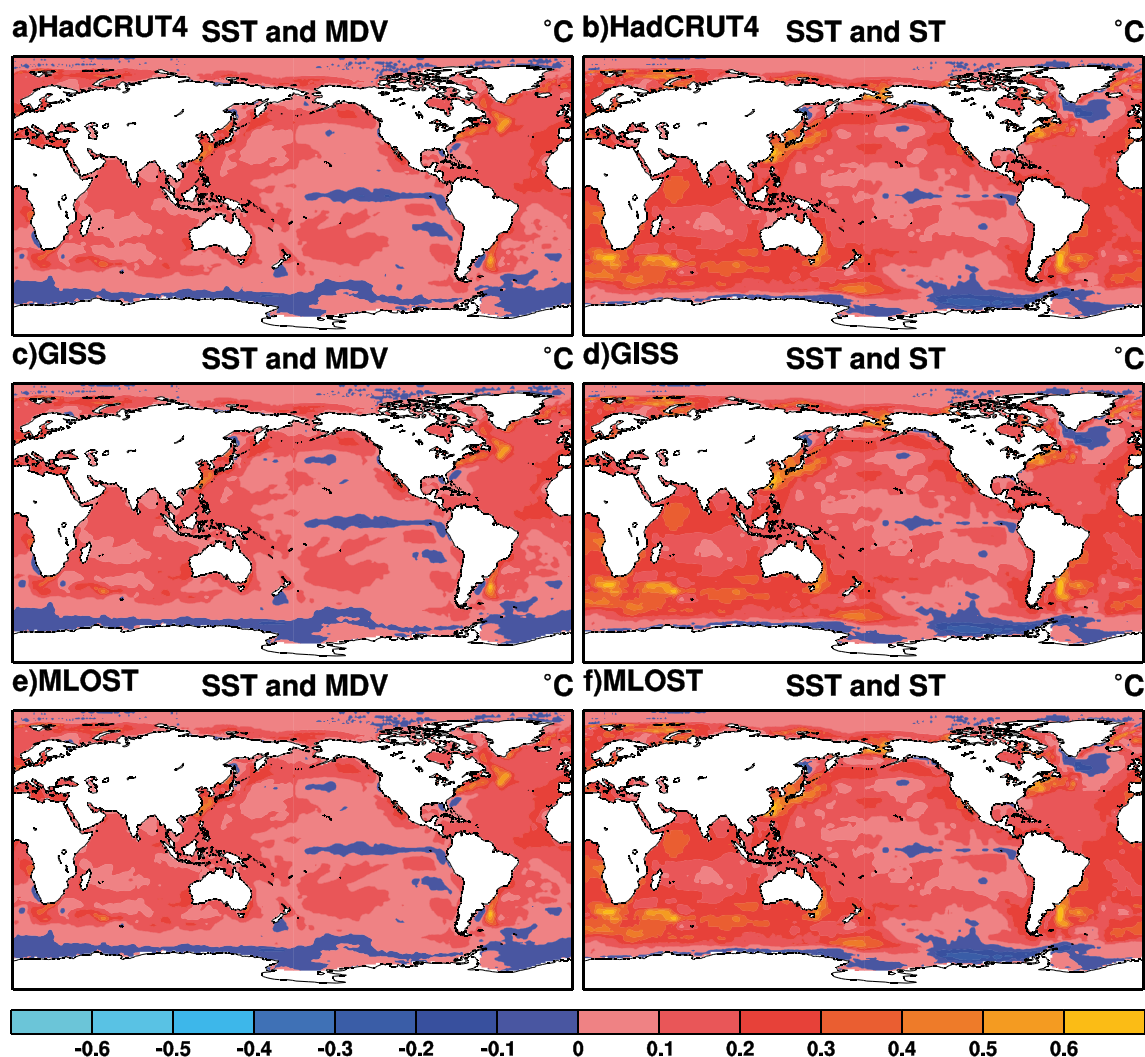 a)HadCRUT4 SST and MDV °C b)HadCRUT4 SST and ST °C
c)GISS SST and MDV °C d)GISS SST and ST °C
e)MLOST SST and MDV °C f)MLOST SST and ST °C
-0.6 -0.5 -0.4 -0.3 -0.2 -0.1 0 0.1 0.2 0.3 0.4 0.5 0.6